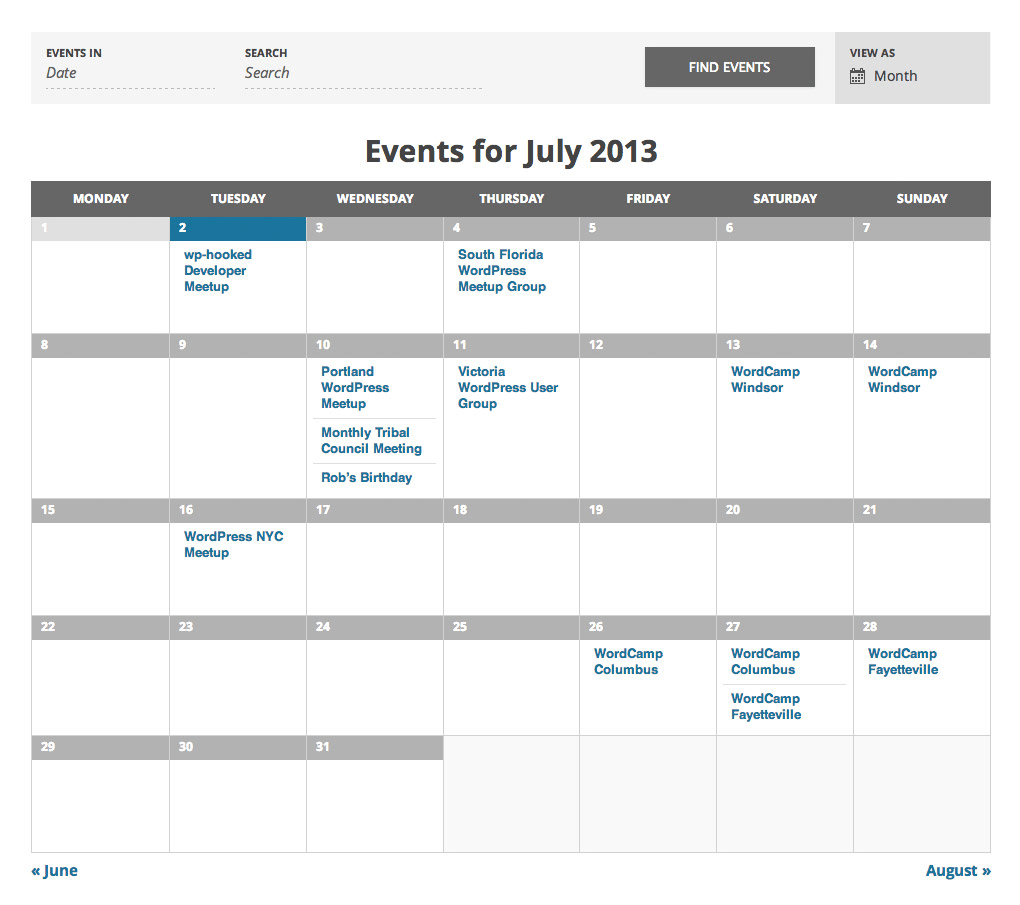 EVENTS IN
Date
SEARCH
Search
FIND EVENTS
VIEW AS
Month
Events for July 2013
MONDAY TUESDAY WEDNESDAY THURSDAY FRIDAY SATURDAY SUNDAY
1 2 3 4 5 6 7
wp-hooked
Developer
Meetup
South Florida
WordPress
Meetup Group
8 9 10 11 12 13 14
Portland
WordPress
Meetup
Monthly Tribal
Council Meeting
Rob’s Birthday
Victoria
WordPress User
Group
WordCamp
Windsor
WordCamp
Windsor
15 16 17 18 19 20 21
WordPress NYC
Meetup
22 23 24 25 26 27 28
WordCamp
Columbus
WordCamp
Columbus
WordCamp
Fayetteville
WordCamp
Fayetteville
29 30 31
« June
August »